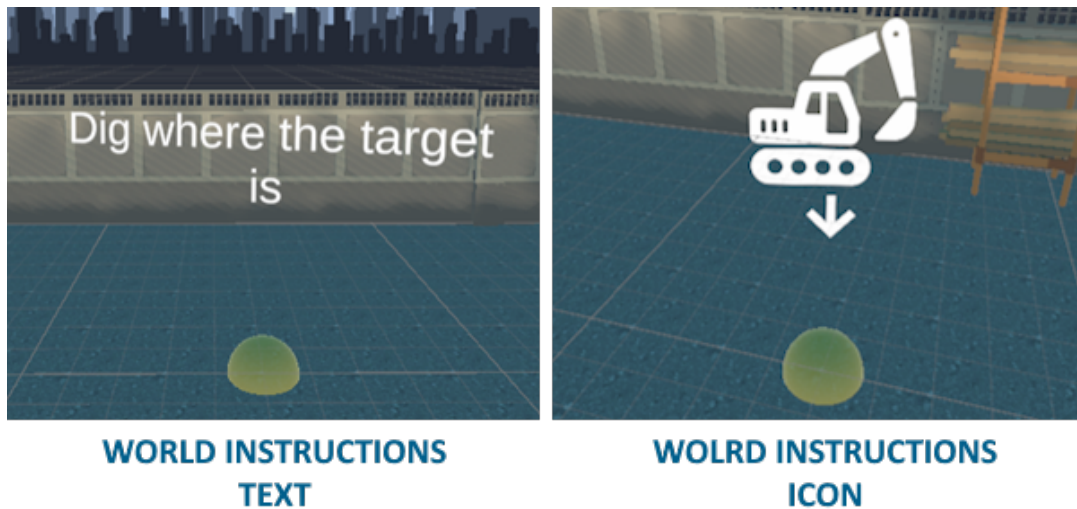 Dig where the target
is
WORLD INSTRUCTIONS
TEXT
WOLRD INSTRUCTIONS
ICON